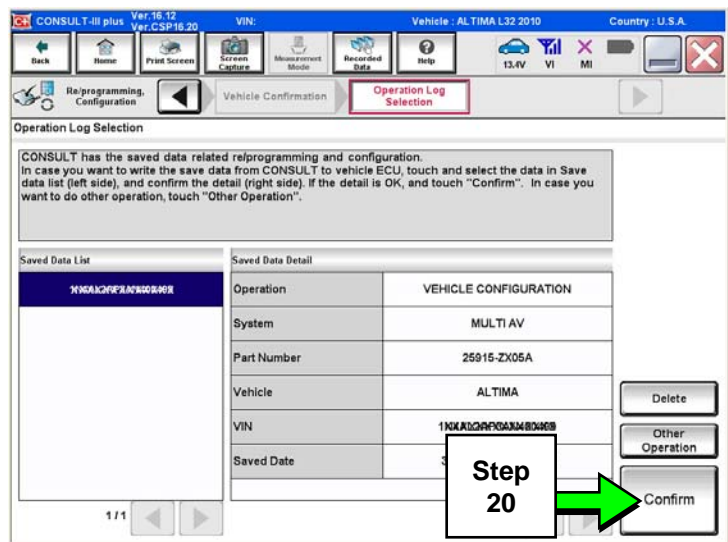 CONSULT-III plus Ver.16.12 VIN: Vehicle : ALTIMA L32 2010 Country : U.S.A.
Ver.CSP16.20
Back Home Print Screen Screen Capture Measurement Mode Recorded Data Help 13.4V VI MI
Re/programming, Configuration Vehicle Confirmation Operation Log Selection
Operation Log Selection
CONSULT has the saved data related re/programming and configuration.
In case you want to write the save data from CONSULT to vehicle ECU, touch and select the data in Save
data list (left side), and confirm the detail (right side). If the detail is OK, and touch "Confirm". In case you
want to do other operation, touch "Other Operation".
Saved Data List Saved Data Detail
Operation VEHICLE CONFIGURATION
System MULTI AV
Part Number 25915-ZX05A
Vehicle ALTIMA
Delete
VIN
Other Operation
Saved Date
Step
20
Confirm
1/1